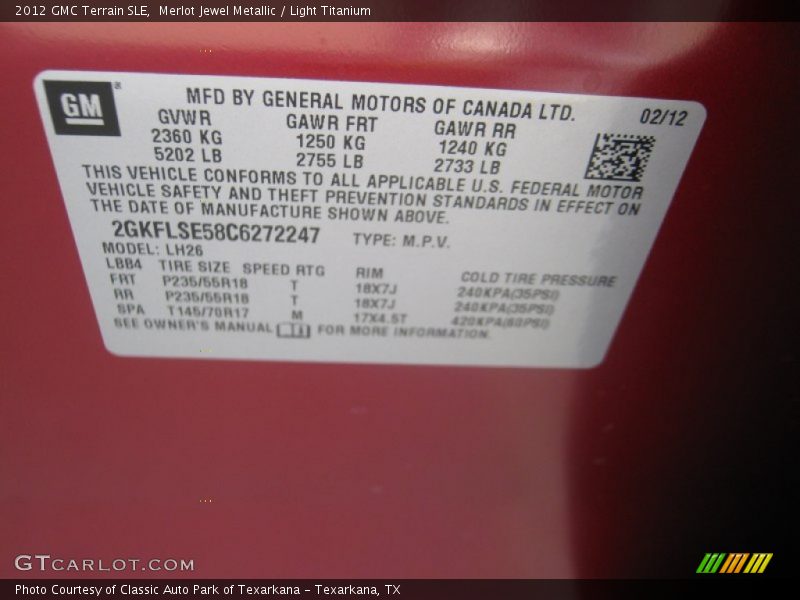 2012 GMC Terrain SLE,  Merlot Jewel Metallic / Light Titanium
GM®
MFD BY GENERAL MOTORS OF CANADA LTD. 02/12
GVWR GAWR FRT GAWR RR
2360 KG 1250 KG 1240 KG
5202 LB 2755 LB 2733 LB
THIS VEHICLE CONFORMS TO ALL APPLICABLE U.S. FEDERAL MOTOR
VEHICLE SAFETY AND THEFT PREVENTION STANDARDS IN EFFECT ON
THE DATE OF MANUFACTURE SHOWN ABOVE.
2GKFLSE58C6272247 TYPE: M.P.V.
MODEL: LH26
LBB4 TIRE SIZE SPEED RTG RIM COLD TIRE PRESSURE
FRT P235/55R18 T 18X7J 240KPA(35PSI)
RR P235/55R18 T 18X7J 240KPA(35PSI)
SPA T145/70R17 M 17X4.5T 420KPA(60PSI)
SEE OWNER'S MANUAL FOR MORE INFORMATION.
GTCARLOT.COM
Photo Courtesy of Classic Auto Park of Texarkana - Texarkana, TX